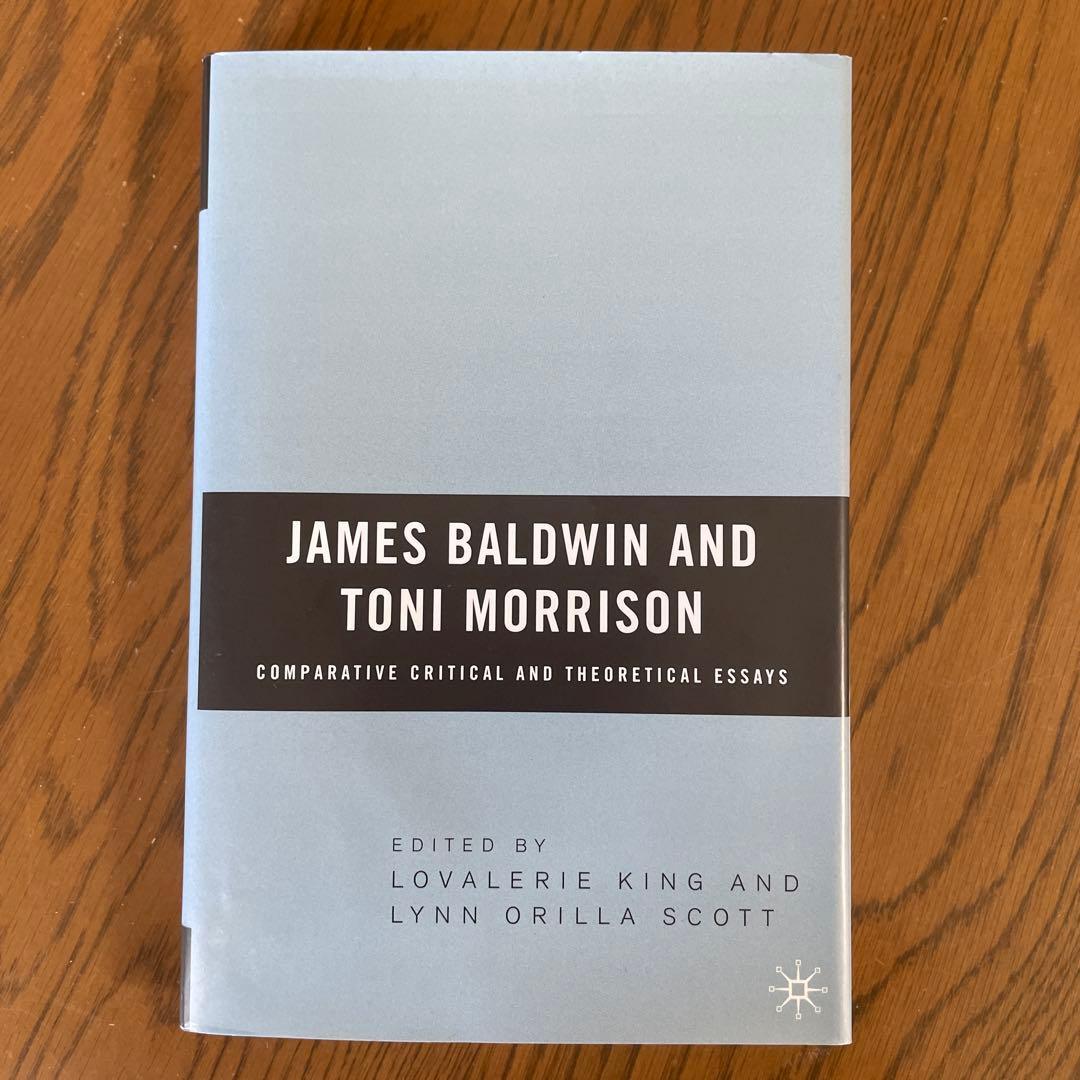 JAMES BALDWIN AND
TONI MORRISON
COMPARATIVE CRITICAL AND THEORETICAL ESSAYS
EDITED BY
LOVALERIE KING AND
LYNN ORILLA SCOTT